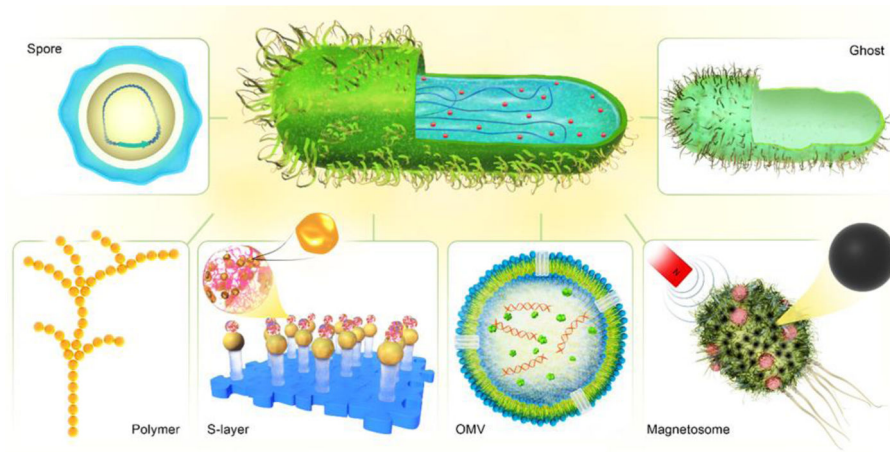 Spore
Ghost
Polymer
S-layer
OMV
Magnetosome
N